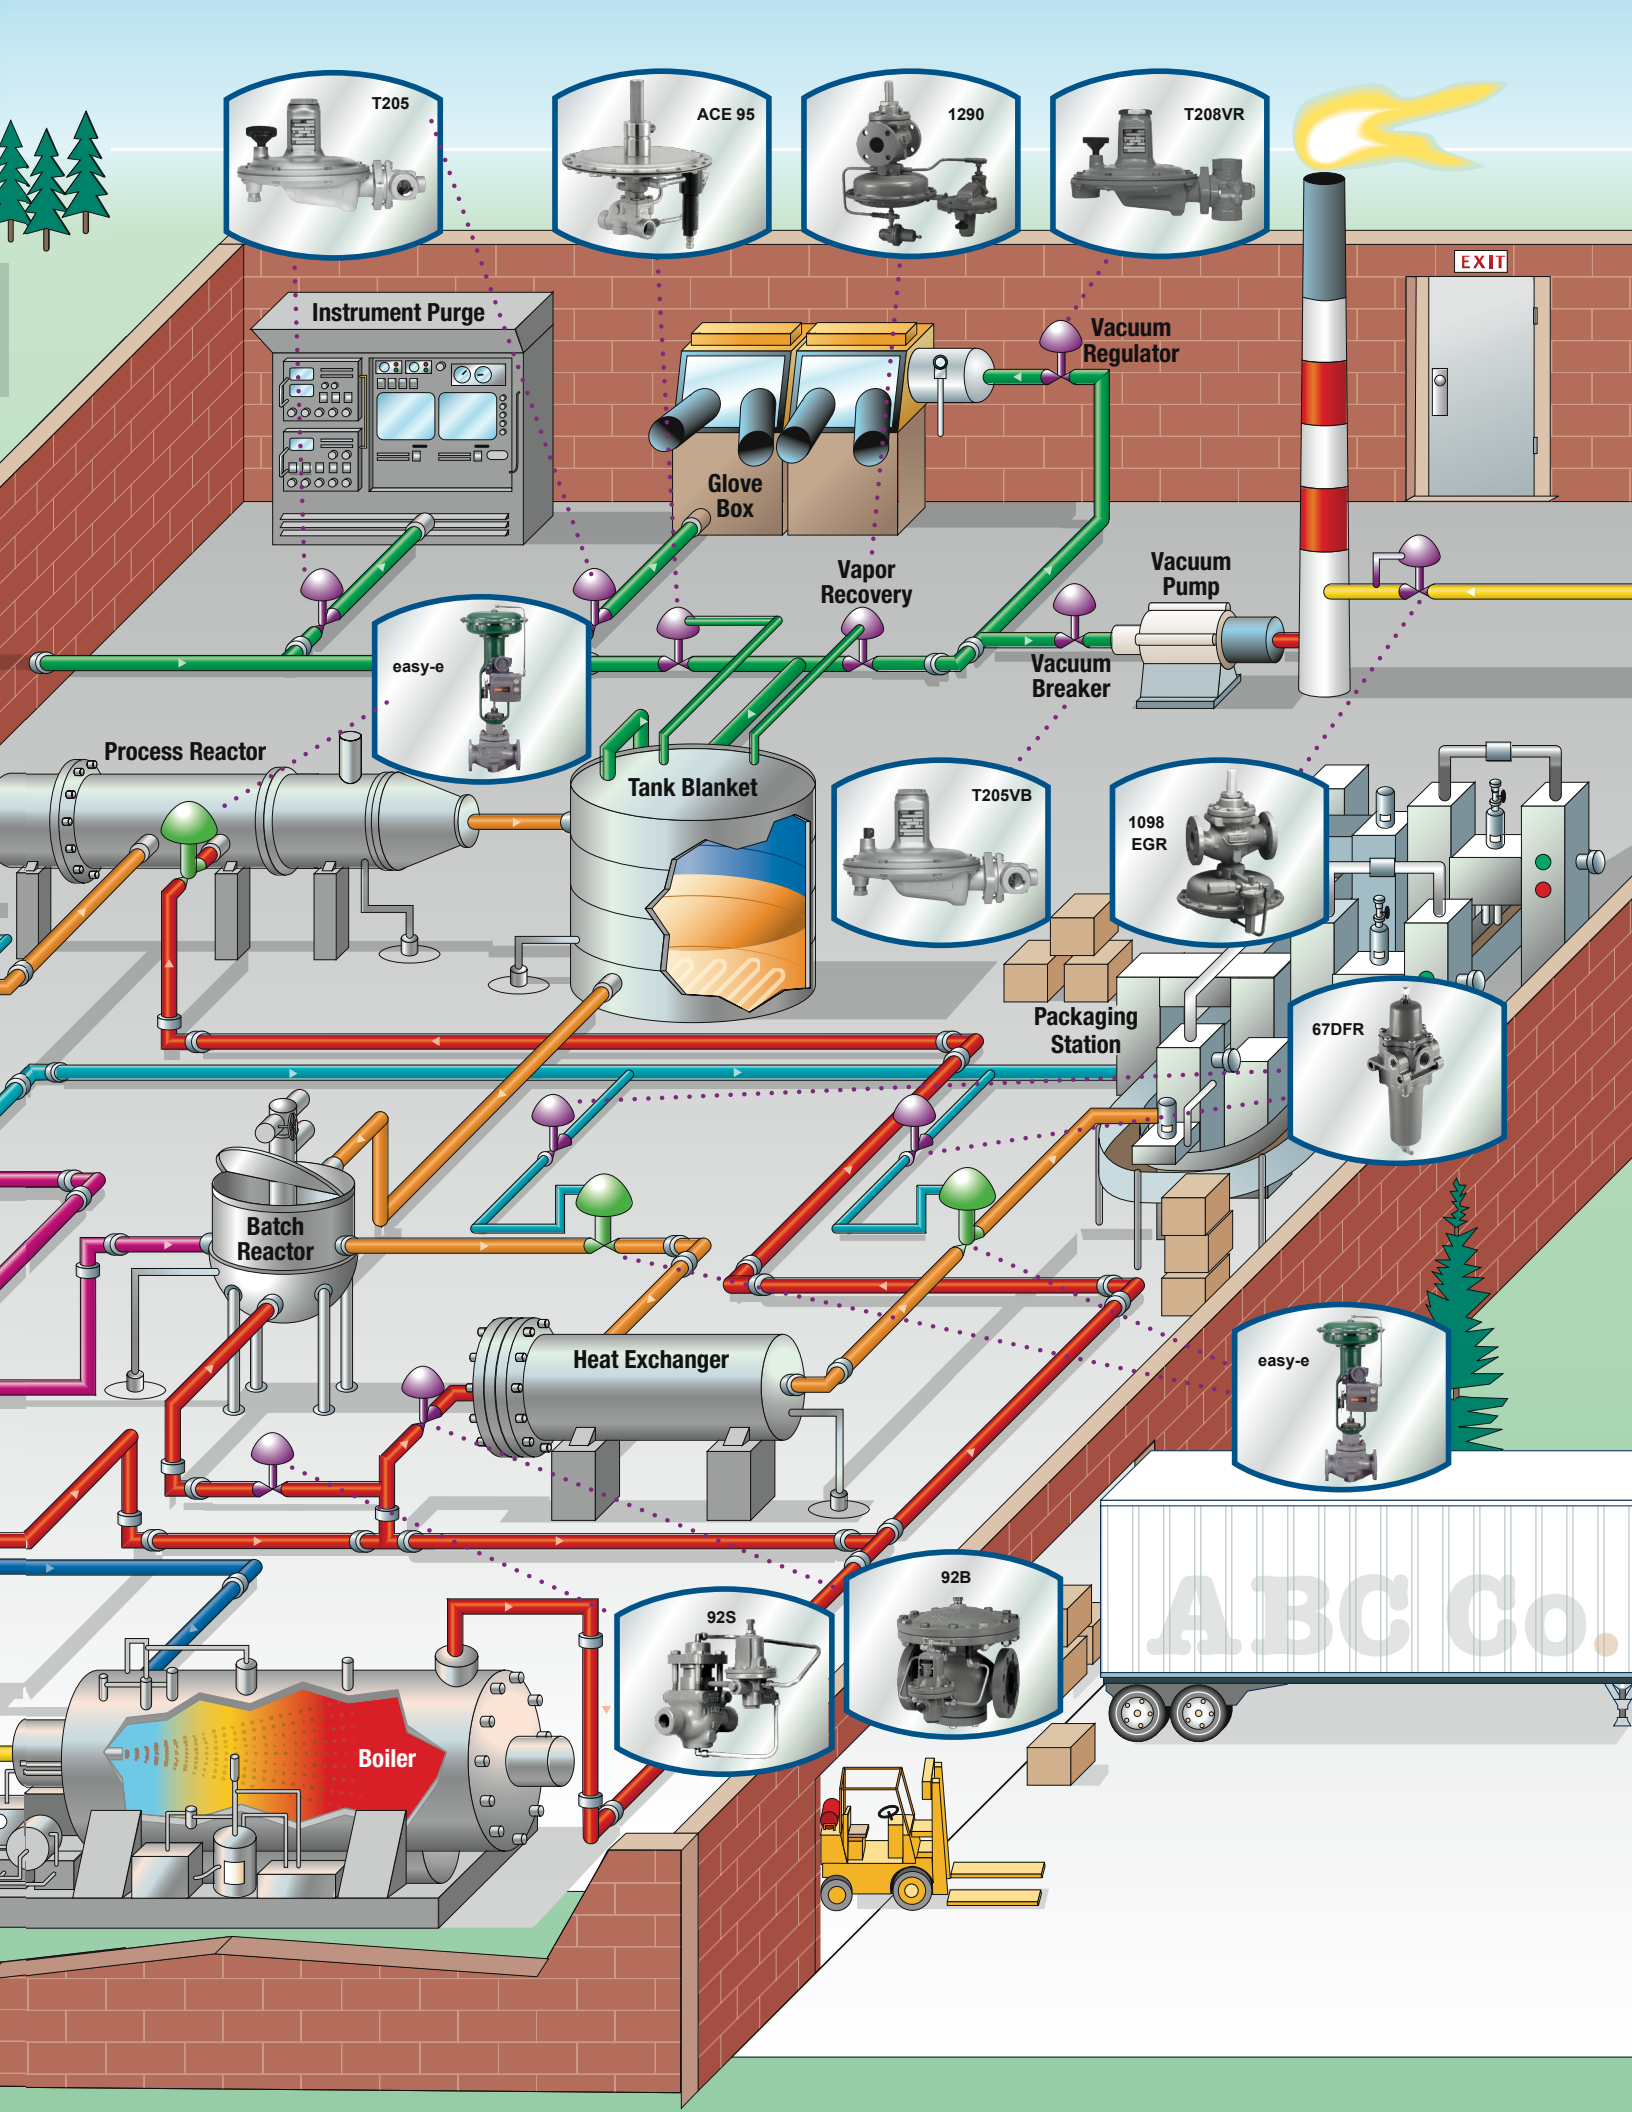 T205
ACE 95
1290
T208VR
EXIT
Instrument Purge
Vacuum
Regulator
Glove
Box
Vapor
Recovery
Vacuum
Pump
easy-e
Vacuum
Breaker
Process Reactor
Tank Blanket
T205VB
1098
EGR
Packaging
Station
67DFR
Batch
Reactor
Heat Exchanger
easy-e
92B
92S
ABC Co.
Boiler